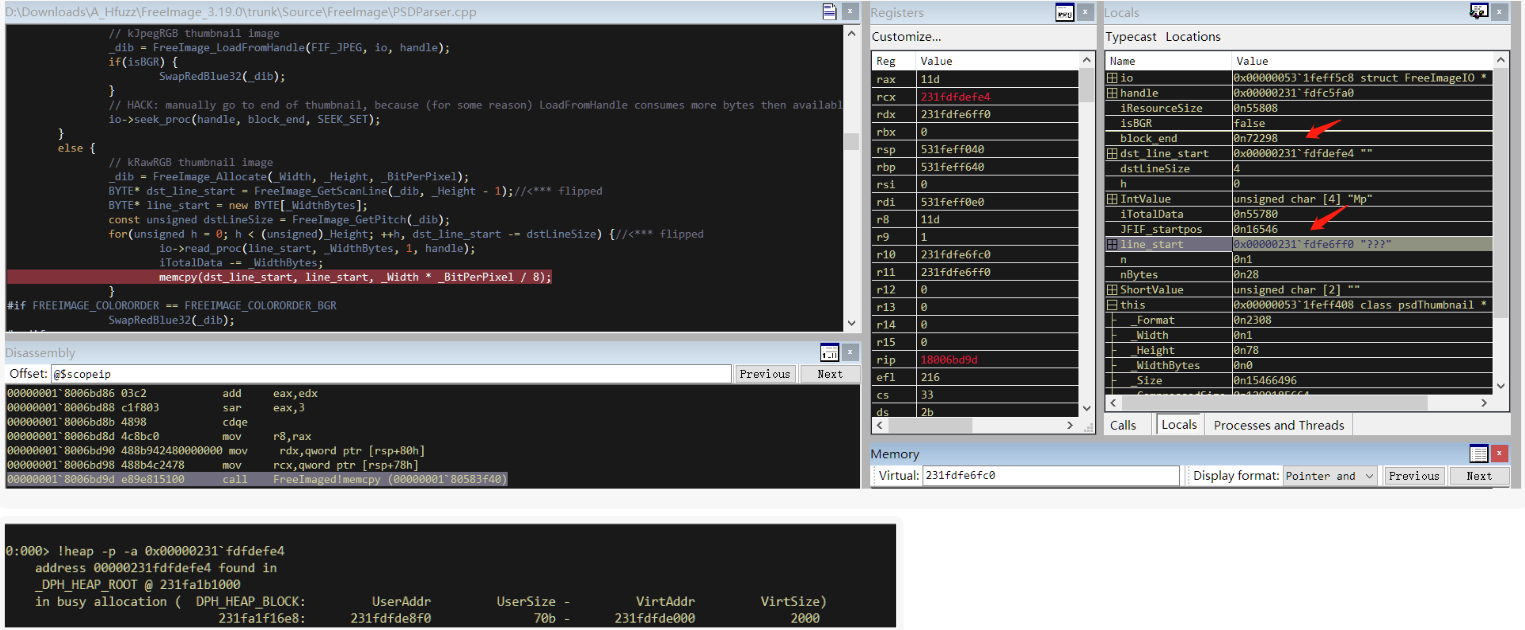 D:\Downloads\A_Hfuzz\FreeImage_3.19.0\trunk\Source\FreeImage\PSDParser.cpp
// kJpegRGB thumbnail image
_dib = FreeImage_LoadFromHandle(FIF_JPEG, io, handle);
if(isBGR) {
SwapRedBlue32(_dib);
}
// HACK: manually go to end of thumbnail, because (for some reason) LoadFromHandle consumes more bytes then availabl
io->seek_proc(handle, block_end, SEEK_SET);
}
else {
// kRawRGB thumbnail image
_dib = FreeImage_Allocate(_Width, _Height, _BitPerPixel);
BYTE* dst_line_start = FreeImage_GetScanLine(_dib, _Height - 1);//<*** flipped
BYTE* line_start = new BYTE[_WidthBytes];
const unsigned dstLineSize = FreeImage_GetPitch(_dib);
for(unsigned h = 0; h < (unsigned)_Height; ++h, dst_line_start -= dstLineSize) {//<*** flipped
io->read_proc(line_start, _WidthBytes, 1, handle);
iTotalData -= _WidthBytes;
memcpy(dst_line_start, line_start, _Width * _BitPerPixel / 8);
}
#if FREEIMAGE_COLORORDER == FREEIMAGE_COLORORDER_BGR
SwapRedBlue32(_dib);
Disassembly
Offset: @$scopeip Previous Next
00000001`8006bd86 03c2 add eax,edx
00000001`8006bd88 c1f803 sar eax,3
00000001`8006bd8b 4898 cdqe
00000001`8006bd8d 4c8bc0 mov r8,rax
00000001`8006bd90 488b942480000000 mov rdx,qword ptr [rsp+80h]
00000001`8006bd98 488b4c2478 mov rcx,qword ptr [rsp+78h]
00000001`8006bd9d e89e815100 call FreeImaged!memcpy (00000001`80583f40)
Registers
Customize...
Reg Value
rax 11d
rcx 231fdfdefe4
rdx 231fdfe6ff0
rbx 0
rsp 531feff040
rbp 531feff640
rsi 0
rdi 531feff0e0
r8 11d
r9 1
r10 231fdfe6fc0
r11 231fdfe6ff0
r12 0
r13 0
r14 0
r15 0
rip 18006bd9d
efl 216
cs 33
ds 2b
Locals
Typecast Locations
Name Value
io 0x00000053`1feff5c8 struct FreeImageIO *
handle 0x00000231`fdfc5fa0
iResourceSize 0n55808
isBGR false
block_end 0n72298
dst_line_start 0x00000231`fdfdefe4 ""
dstLineSize 4
h 0
IntValue unsigned char [4] "Mp"
iTotalData 0n55780
JFIF_startpos 0n16546
line_start 0x00000231`fdfe6ff0 "???"
n 0n1
nBytes 0n28
ShortValue unsigned char [2] ""
this 0x00000053`1feff408 class psdThumbnail *
_Format 0n2308
_Width 0n1
_Height 0n78
_WidthBytes 0n0
_Size 0n15466496
Calls Locals Processes and Threads
Memory
Virtual: 231fdfe6fc0 Display format: Pointer and Previous Next
0:000> !heap -p -a 0x00000231`fdfdefe4
address 00000231fdfdefe4 found in
_DPH_HEAP_ROOT @ 231fa1b1000
in busy allocation ( DPH_HEAP_BLOCK: UserAddr UserSize - VirtAddr VirtSize)
231fa1f16e8: 231fdfde8f0 70b - 231fdfde000 2000